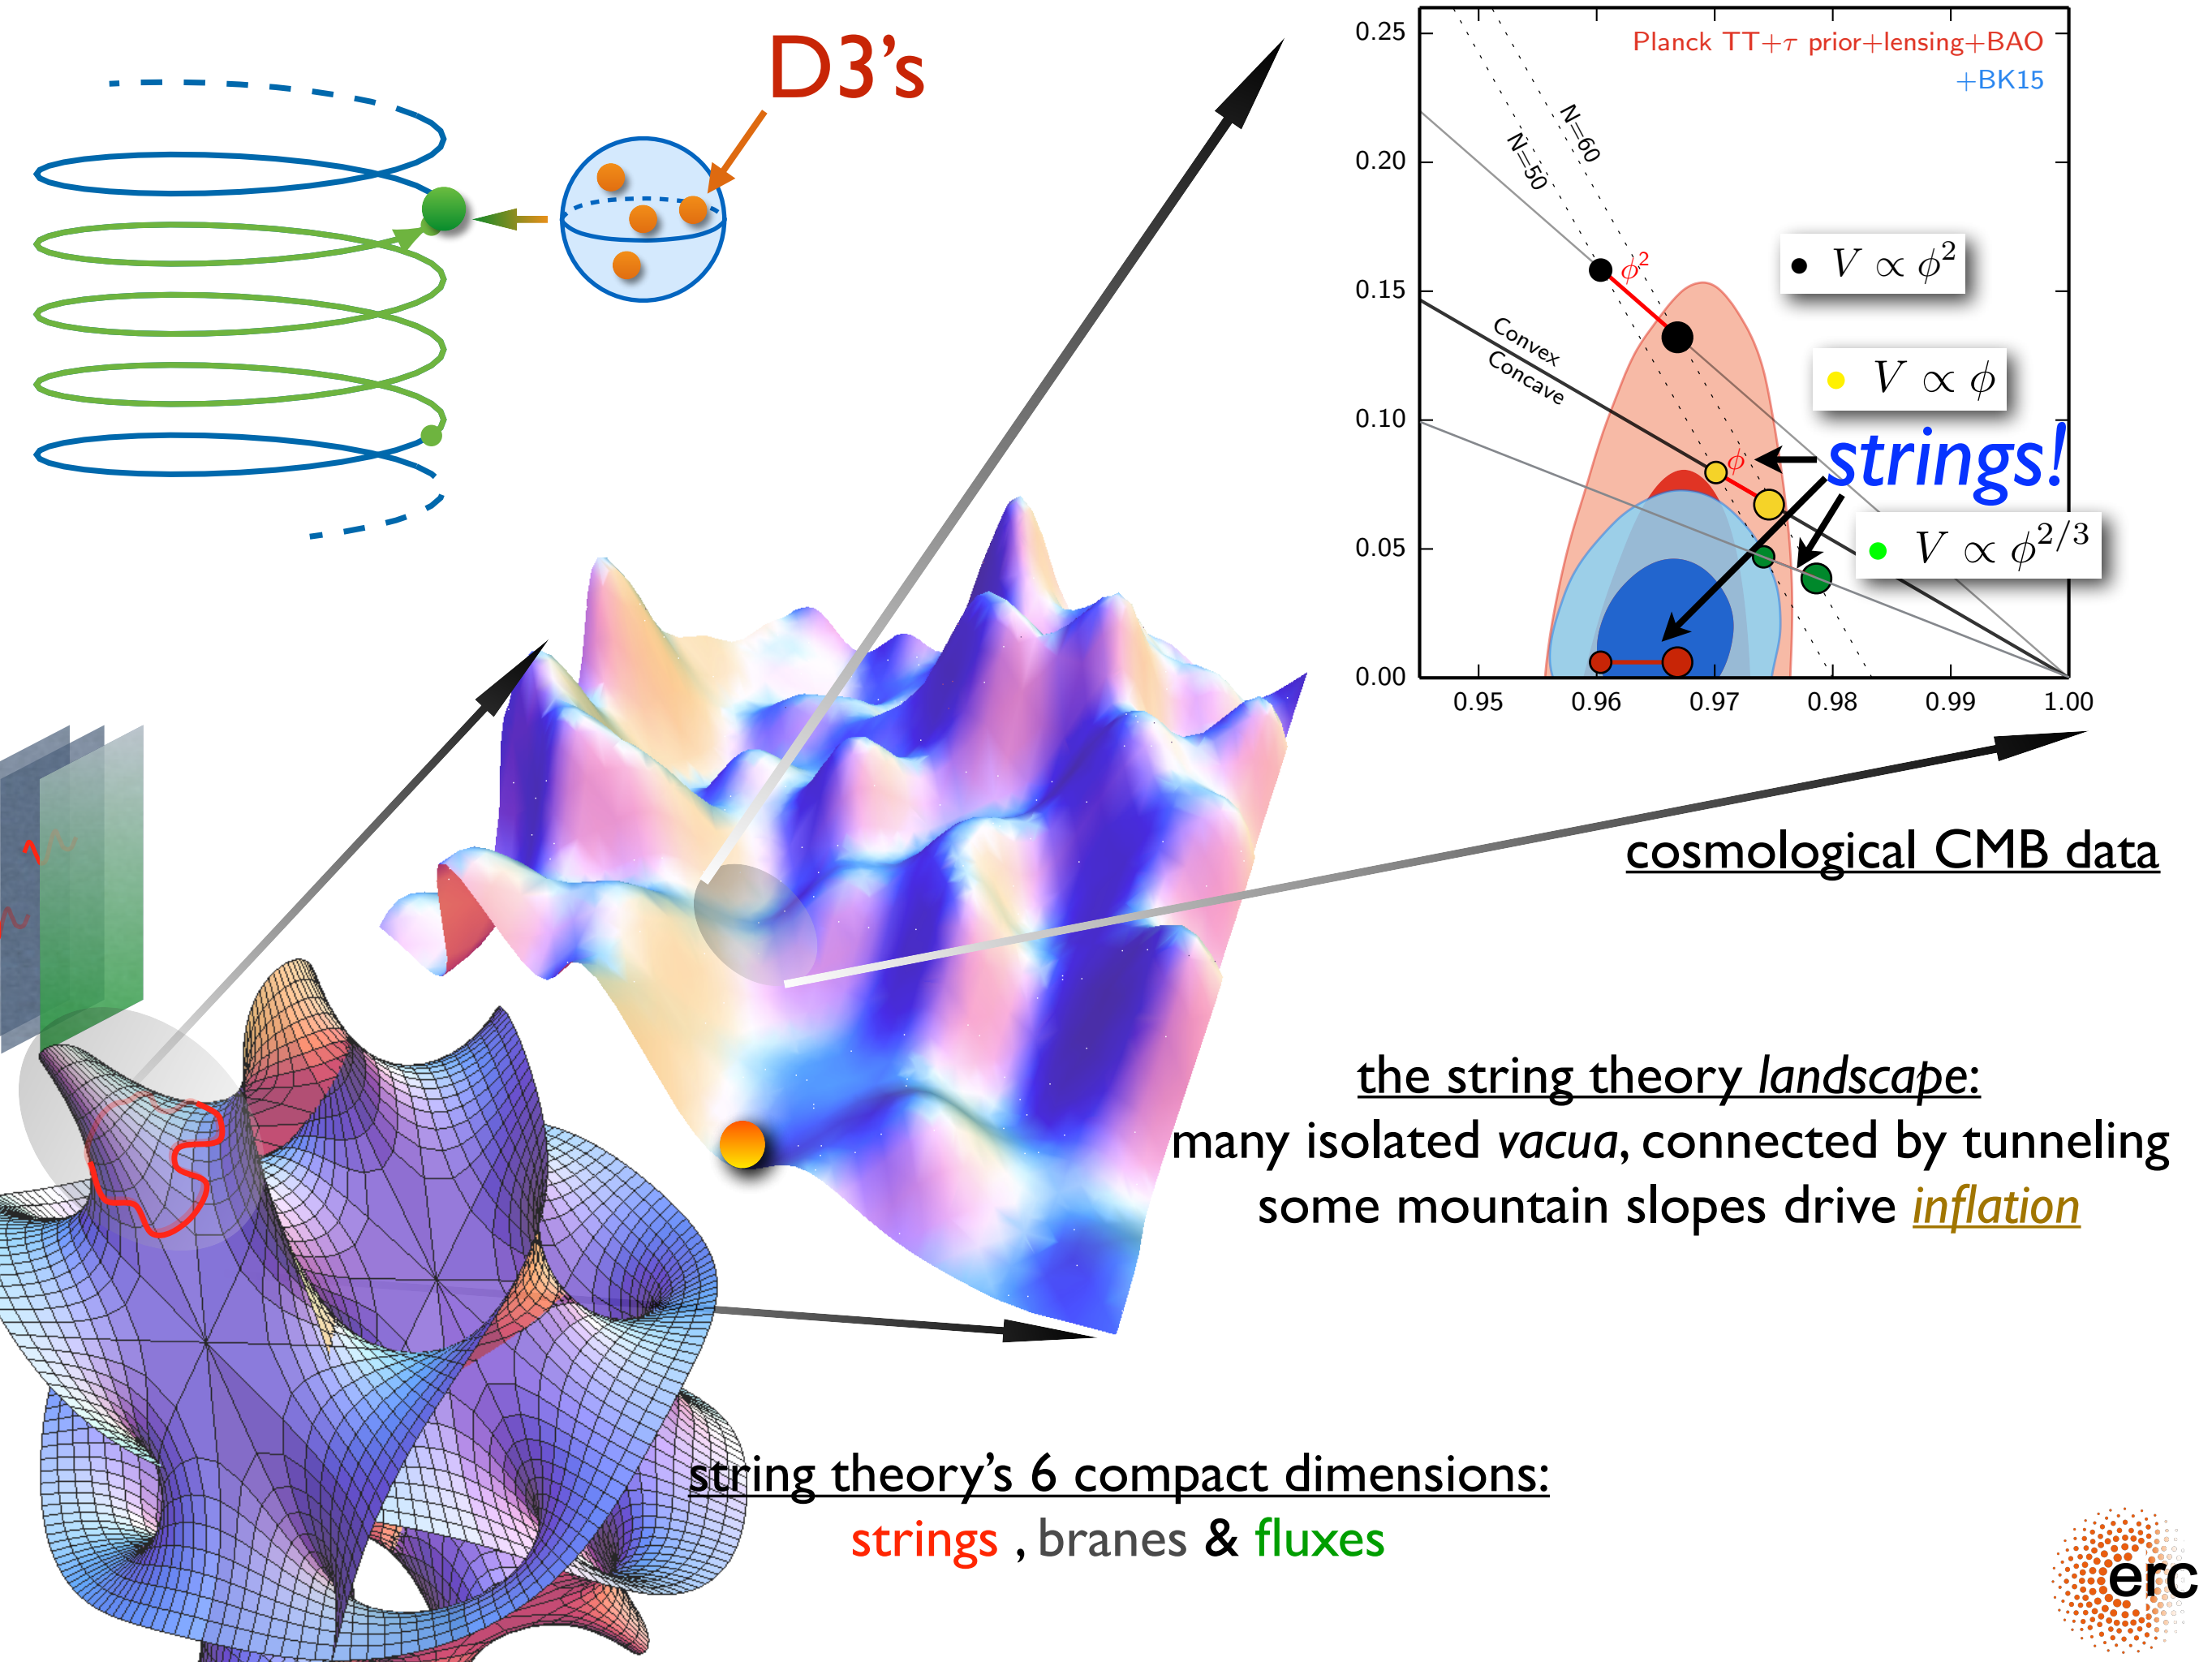 D3's
0.25
0.20
0.15
0.10
0.05
0.00
Planck TT+τ prior+lensing+BAO
+BK15
N=60
N=50
ϕ²
● V ∝ ϕ²
Convex
Concave
● V ∝ ϕ
ϕ
strings!
● V ∝ ϕ^{2/3}
0.95 0.96 0.97 0.98 0.99 1.00
cosmological CMB data
the string theory landscape:
many isolated vacua, connected by tunneling
some mountain slopes drive inflation
string theory's 6 compact dimensions:
strings , branes & fluxes
erc